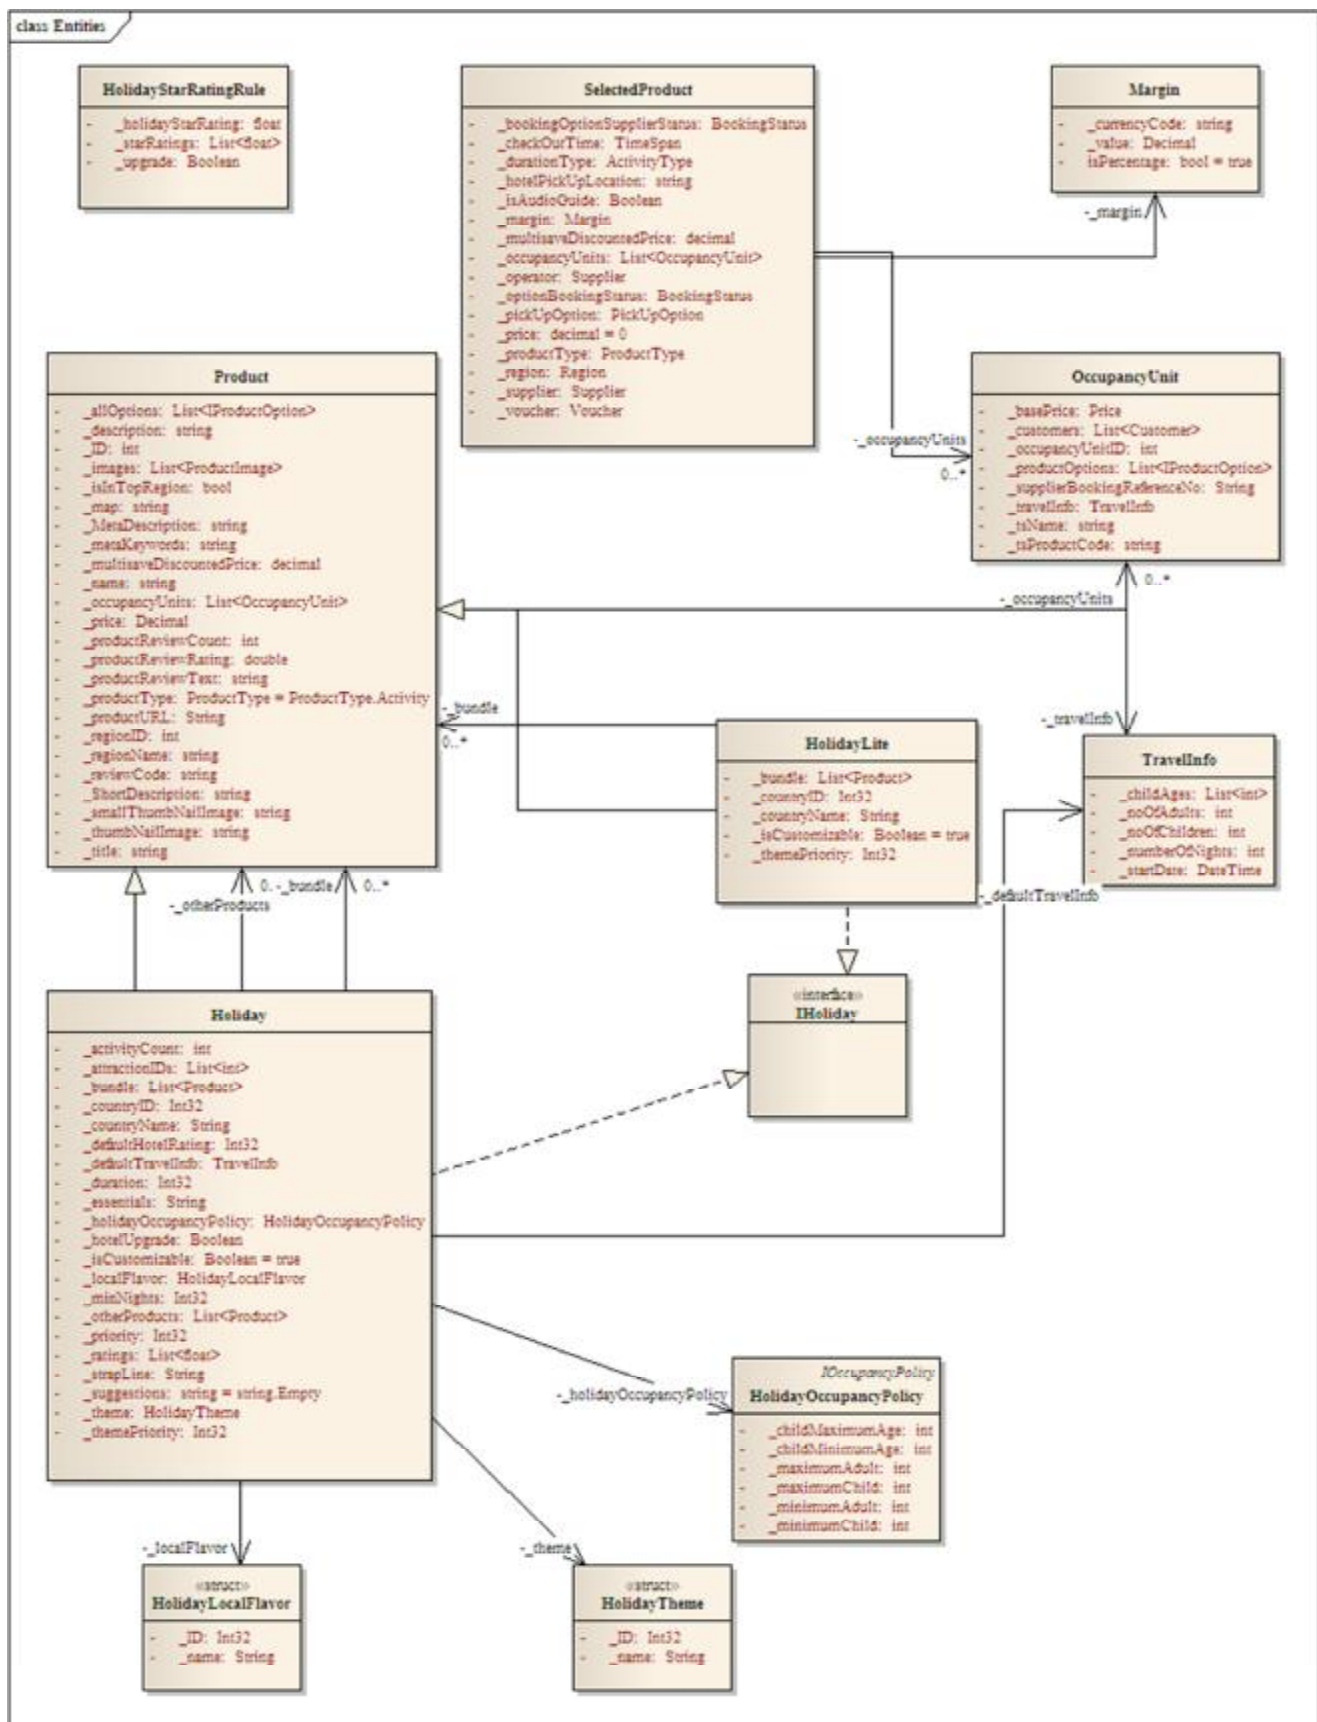 class Entities
HolidayStarRatingRule
- _holidayStarRating: float
- _starRatings: List<float>
- _upgrade: Boolean
SelectedProduct
- _bookingOptionSupplierStatus: BookingStatus
- _checkOutTime: TimeSpan
- _durationType: ActivityType
- _hotelPickUpLocation: string
- _isAudioGuide: Boolean
- _margin: Margin
- _multisaveDiscountedPrice: decimal
- _occupancyUnits: List<OccupancyUnit>
- _operator: Supplier
- _optionBookingStatus: BookingStatus
- _pickUpOption: PickUpOption
- _price: decimal = 0
- _productType: ProductType
- _region: Region
- _supplier: Supplier
- _voucher: Voucher
Margin
- _currencyCode: string
- _value: Decimal
- isPercentage: bool = true
-_margin
Product
- _allOptions: List<IProductOption>
- _description: string
- _ID: int
- _images: List<ProductImage>
- _isInTopRegion: bool
- _map: string
- _MetaDescription: string
- _metaKeywords: string
- _multisaveDiscountedPrice: decimal
- _name: string
- _occupancyUnits: List<OccupancyUnit>
- _price: Decimal
- _productReviewCount: int
- _productReviewRating: double
- _productReviewText: string
- _productType: ProductType = ProductType.Activity
- _productURL: String
- _regionID: int
- _regionName: string
- _reviewCode: string
- _ShortDescription: string
- _smallThumbNailImage: string
- _thumbNailImage: string
- _title: string
OccupancyUnit
- _basePrice: Price
- _customers: List<Customer>
- _occupancyUnitID: int
- _productOptions: List<IProductOption>
- _supplierBookingReferenceNo: String
- _travelInfo: TravelInfo
- _tsName: string
- _tsProductCode: string
-_occupancyUnits
0..*
0..*
-_occupancyUnits
-_bundle
0..*
-_travelInfo
HolidayLite
- _bundle: List<Product>
- _countryID: Int32
- _countryName: String
- _isCustomizable: Boolean = true
- _themePriority: Int32
TravelInfo
- _childAges: List<int>
- _noOfAdults: int
- _noOfChildren: int
- _numberOfNights: int
- _startDate: DateTime
-_defaultTravelInfo
0..
-_bundle
0..*
-_otherProducts
«interface»
IHoliday
Holiday
- _activityCount: int
- _attractionIDs: List<int>
- _bundle: List<Product>
- _countryID: Int32
- _countryName: String
- _defaultHotelRating: Int32
- _defaultTravelInfo: TravelInfo
- _duration: Int32
- _essentials: String
- _holidayOccupancyPolicy: HolidayOccupancyPolicy
- _hotelUpgrade: Boolean
- _isCustomizable: Boolean = true
- _localFlavor: HolidayLocalFlavor
- _minNights: Int32
- _otherProducts: List<Product>
- _priority: Int32
- _ratings: List<float>
- _strapLine: String
- _suggestions: string = string.Empty
- _theme: HolidayTheme
- _themePriority: Int32
-_holidayOccupancyPolicy
IOccupancyPolicy
HolidayOccupancyPolicy
- _childMaximumAge: int
- _childMinimumAge: int
- _maximumAdult: int
- _maximumChild: int
- _minimumAdult: int
- _minimumChild: int
-_localFlavor
-_theme
«struct»
HolidayLocalFlavor
- _ID: Int32
- _name: String
«struct»
HolidayTheme
- _ID: Int32
- _name: String